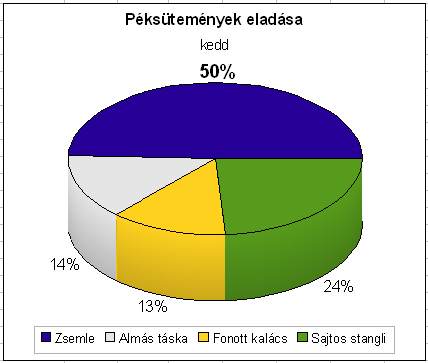 Péksütemények eladása
kedd
50%
14%
13%
24%
Zsemle Almás táska Fonott kalács Sajtos stangli